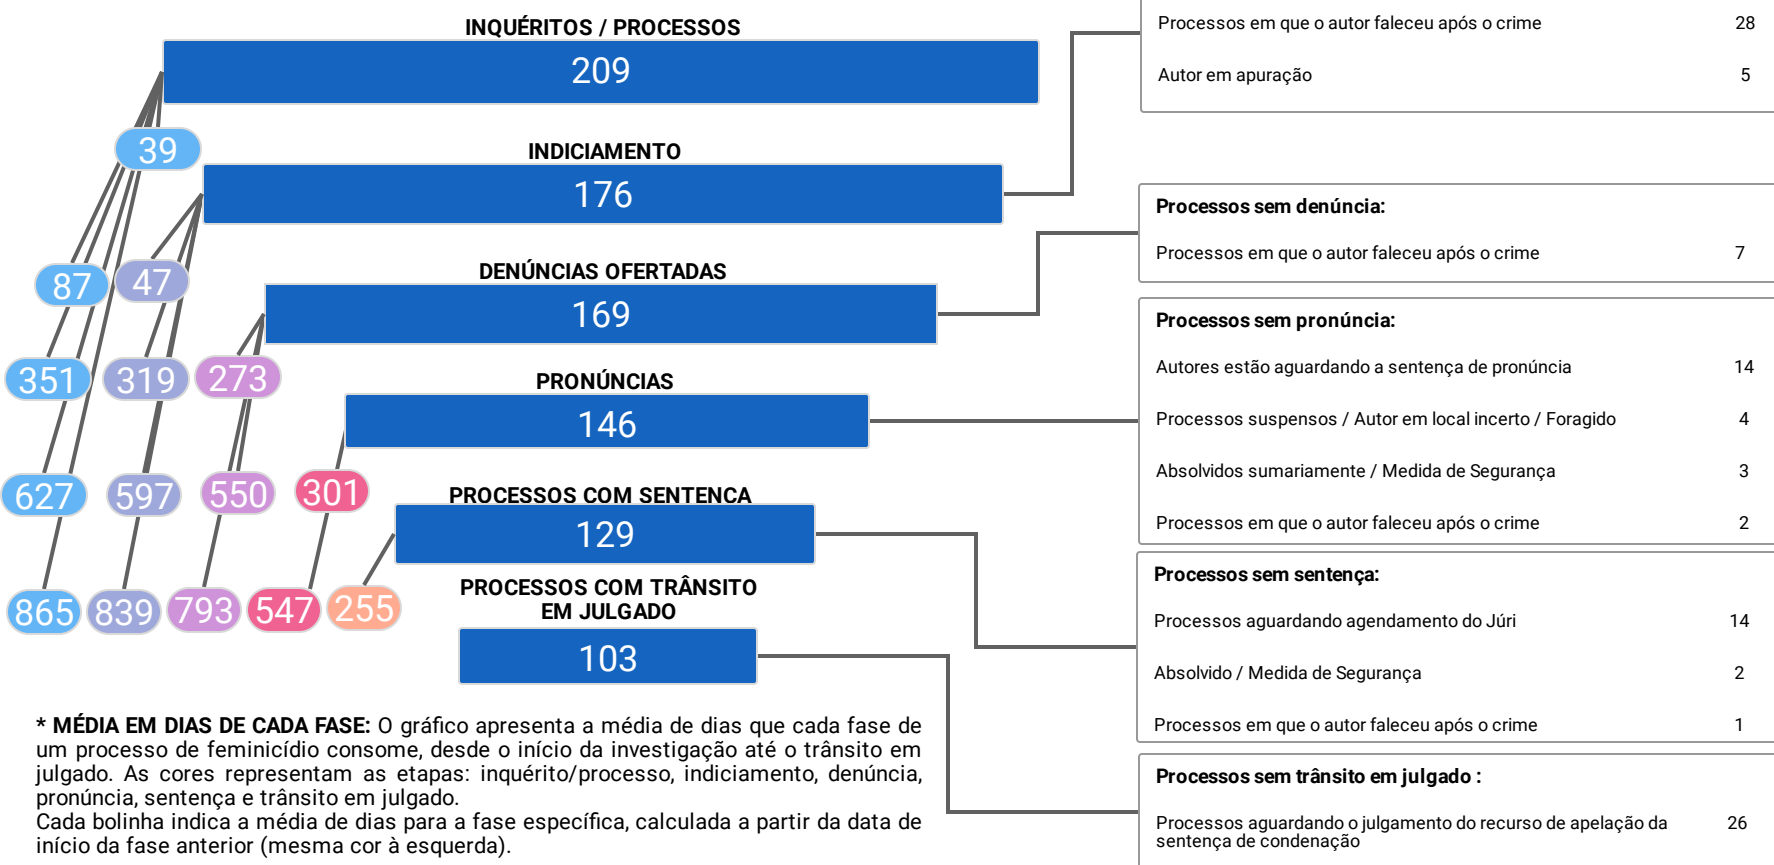 INQUÉRITOS / PROCESSOS
209
39
INDICIAMENTO
176
87
47
DENÚNCIAS OFERTADAS
169
351
319
273
PRONÚNCIAS
146
627
597
550
301
PROCESSOS COM SENTENCA
129
865
839
793
547
255
PROCESSOS COM TRÂNSITO
EM JULGADO
103
* MÉDIA EM DIAS DE CADA FASE: O gráfico apresenta a média de dias que cada fase de
um processo de feminicídio consome, desde o início da investigação até o trânsito em
julgado. As cores representam as etapas: inquérito/processo, indiciamento, denúncia,
pronúncia, sentença e trânsito em julgado.
Cada bolinha indica a média de dias para a fase específica, calculada a partir da data de
início da fase anterior (mesma cor à esquerda).
Processos em que o autor faleceu após o crime 28
Autor em apuração 5
Processos sem denúncia:
Processos em que o autor faleceu após o crime 7
Processos sem pronúncia:
Autores estão aguardando a sentença de pronúncia 14
Processos suspensos / Autor em local incerto / Foragido 4
Absolvidos sumariamente / Medida de Segurança 3
Processos em que o autor faleceu após o crime 2
Processos sem sentença:
Processos aguardando agendamento do Júri 14
Absolvido / Medida de Segurança 2
Processos em que o autor faleceu após o crime 1
Processos sem trânsito em julgado :
Processos aguardando o julgamento do recurso de apelação da 26
sentença de condenação